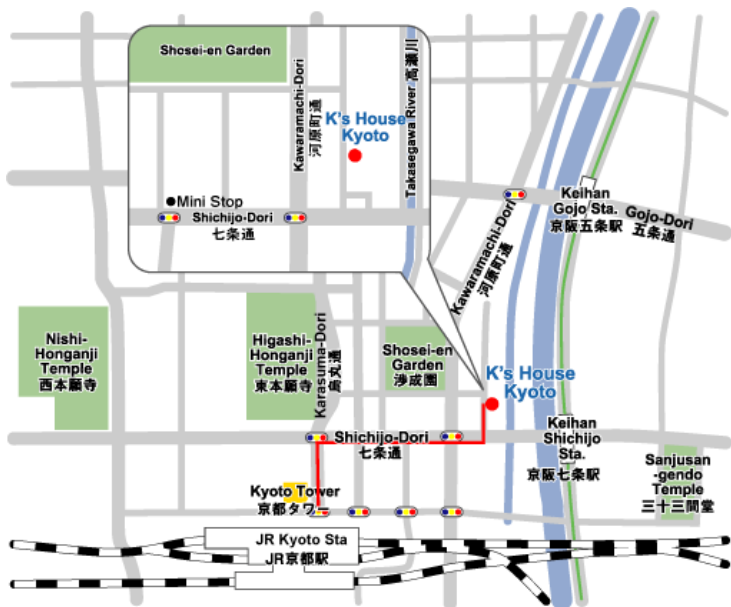 Shosei-en Garden
Kawaramachi-Dori
河原町通
K's House
Kyoto
Takasegawa River 高瀬川
Mini Stop
Shichijo-Dori
七条通
Keihan
Gojo Sta.
京阪五条駅
Gojo-Dori
五条通
Kawaramachi-Dori
河原町通
Nishi-
Honganji
Temple
西本願寺
Higashi-
Honganji
Temple
東本願寺
Karasuma-Dori
烏丸通
Shosei-en
Garden
渉成園
K's House
Kyoto
Shichijo-Dori
七条通
Keihan
Shichijo
Sta.
京阪七条駅
Sanjusan
-gendo
Temple
三十三間堂
Kyoto Tower
京都タワー
JR Kyoto Sta
JR京都駅